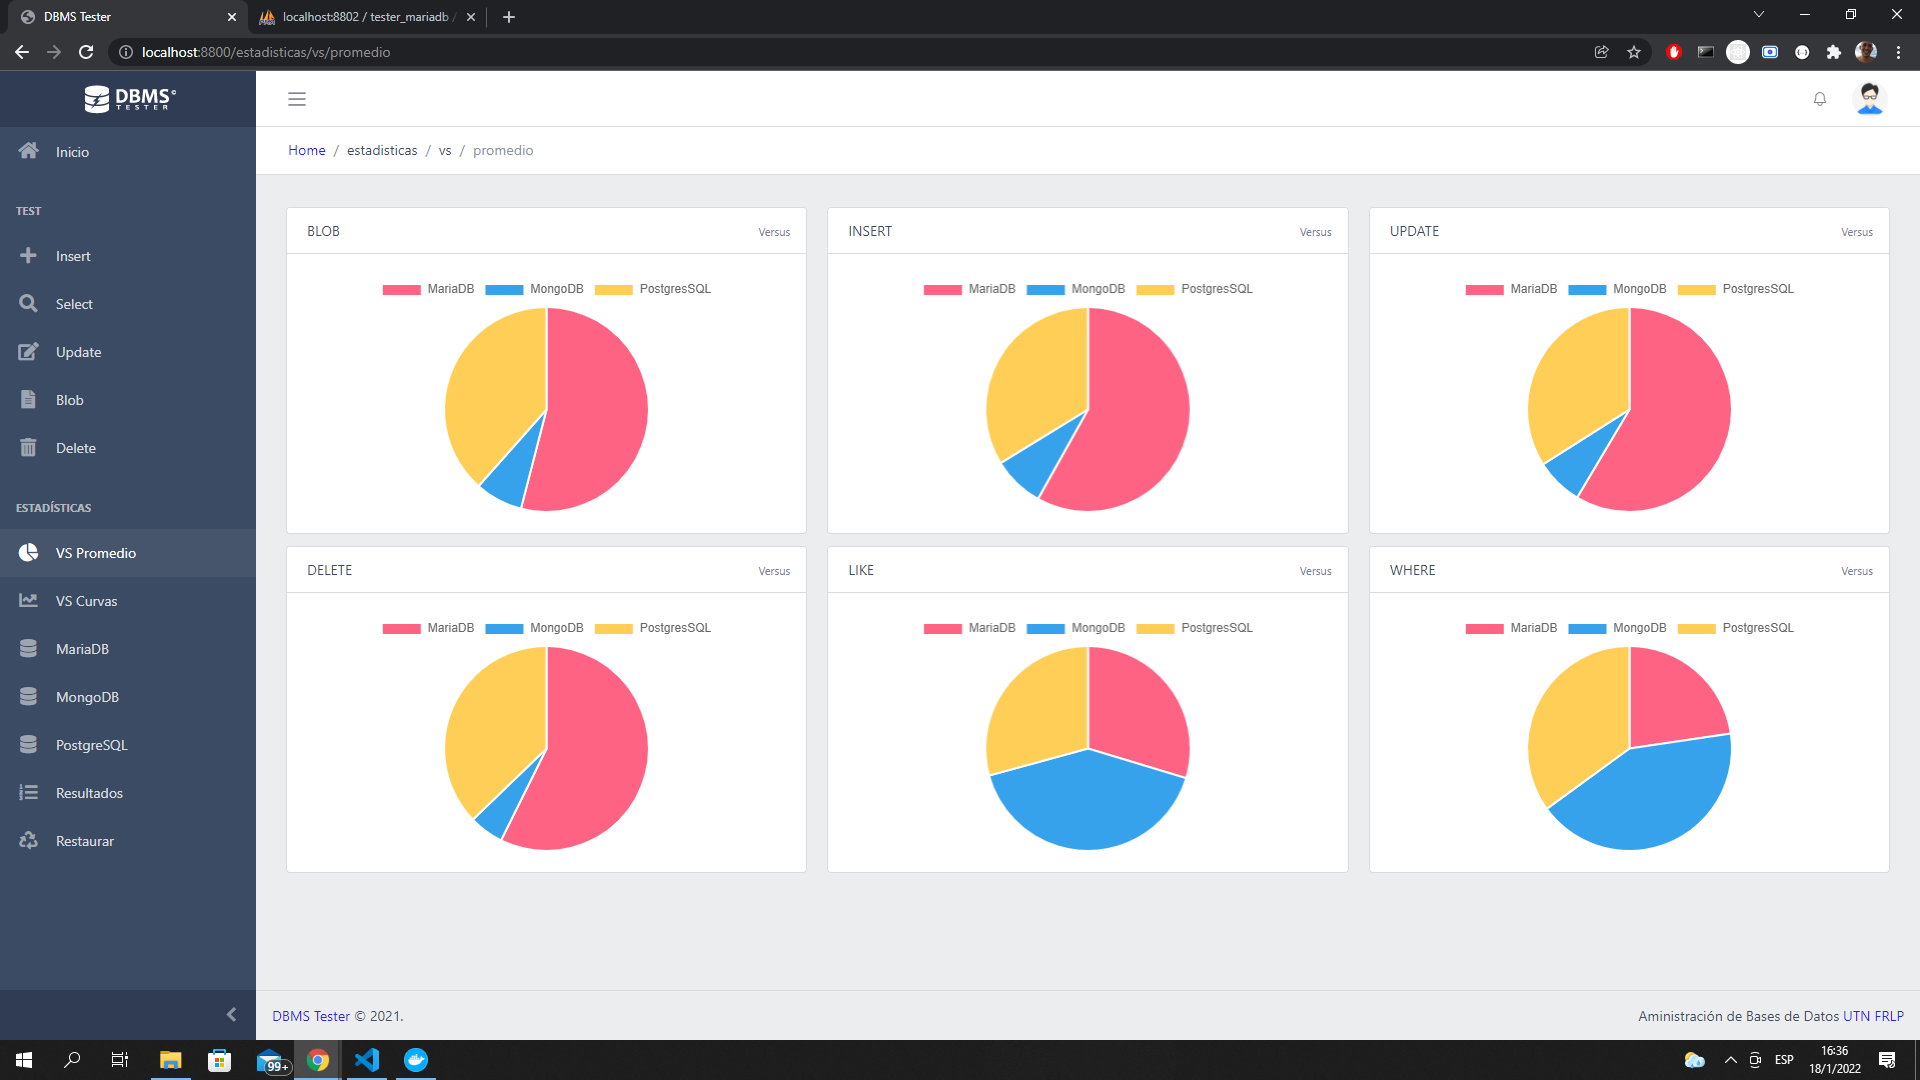 DBMS Tester
localhost:8802 / tester_mariadb /
localhost:8800/estadisticas/vs/promedio
DBMS©
TESTER
Inicio
TEST
Insert
Select
Update
Blob
Delete
ESTADÍSTICAS
VS Promedio
VS Curvas
MariaDB
MongoDB
PostgreSQL
Resultados
Restaurar
Home / estadisticas / vs / promedio
BLOB Versus
MariaDB MongoDB PostgresSQL
INSERT Versus
MariaDB MongoDB PostgresSQL
UPDATE Versus
MariaDB MongoDB PostgresSQL
DELETE Versus
MariaDB MongoDB PostgresSQL
LIKE Versus
MariaDB MongoDB PostgresSQL
WHERE Versus
MariaDB MongoDB PostgresSQL
DBMS Tester © 2021.
Aministración de Bases de Datos UTN FRLP
99+
ESP
16:36
18/1/2022